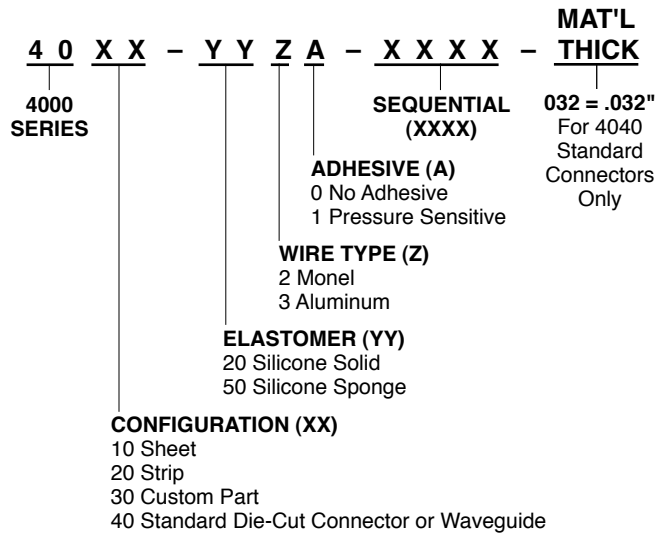 MAT'L
4 0 X X – Y Y Z A – X X X X – THICK
4000
SERIES
SEQUENTIAL
(XXXX)
032 = .032"
For 4040
Standard
Connectors
Only
ADHESIVE (A)
0 No Adhesive
1 Pressure Sensitive
WIRE TYPE (Z)
2 Monel
3 Aluminum
ELASTOMER (YY)
20 Silicone Solid
50 Silicone Sponge
CONFIGURATION (XX)
10 Sheet
20 Strip
30 Custom Part
40 Standard Die-Cut Connector or Waveguide